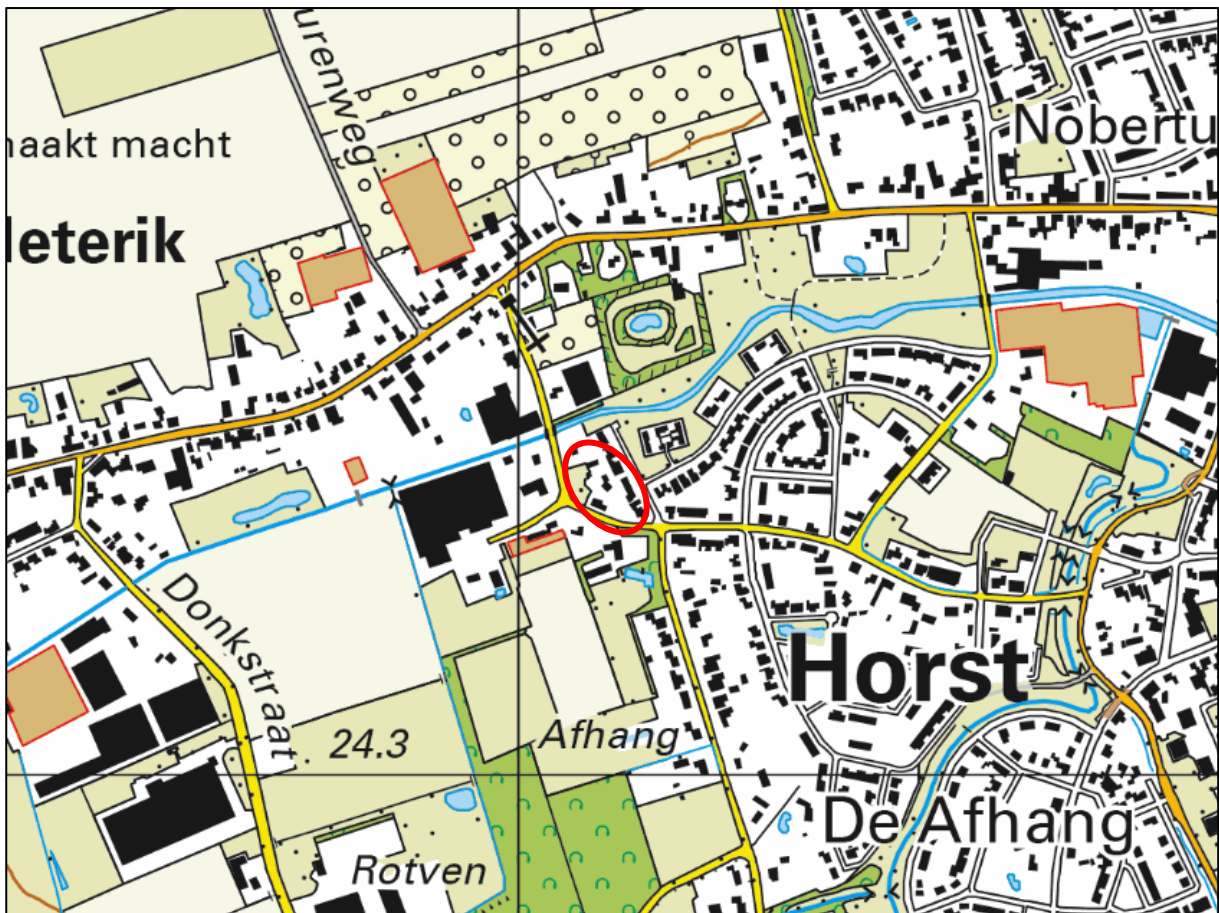 urenweg
Nobertu
naakt macht
leterik
Donkstraat
Horst
24.3
Afhang
De Afhang
Rotven